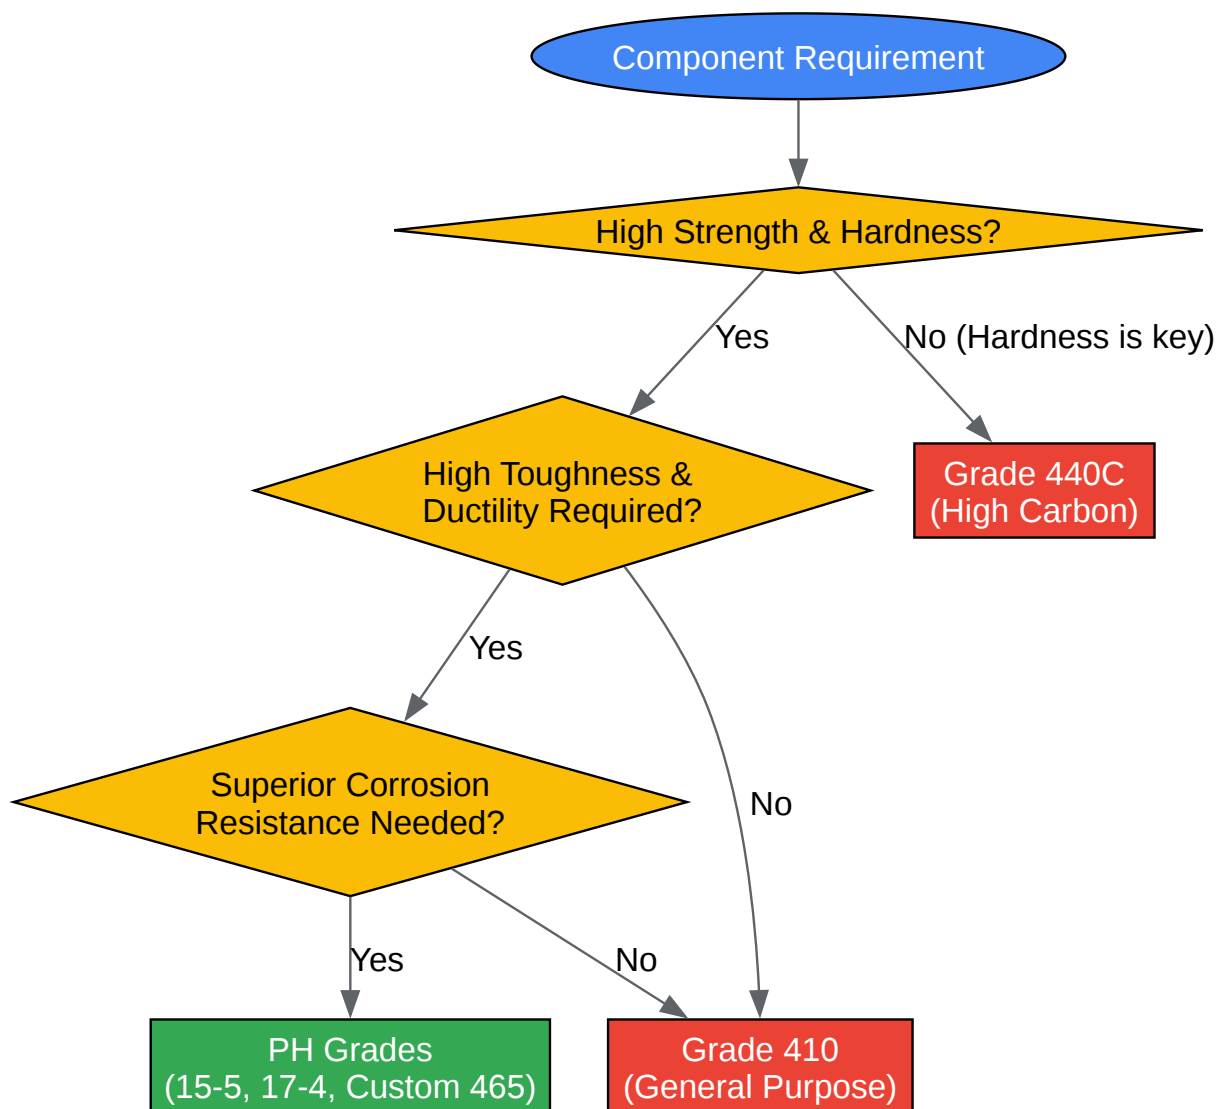 Component Requirement
High Strength & Hardness?
Yes
No (Hardness is key)
High Toughness &
Ductility Required?
Grade 440C
(High Carbon)
Yes
Superior Corrosion
Resistance Needed?
No
Yes
No
PH Grades
(15-5, 17-4, Custom 465)
Grade 410
(General Purpose)